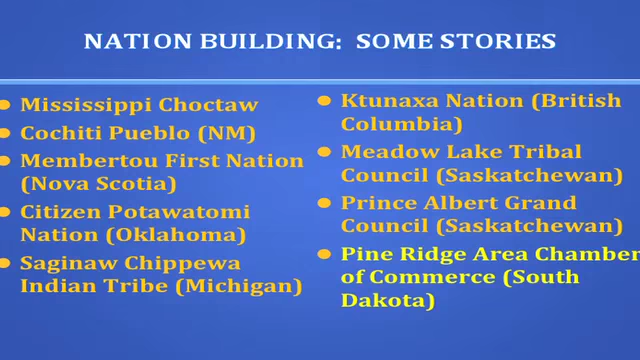 NATION BUILDING:  SOME STORIES
Mississippi Choctaw
Cochiti Pueblo (NM)
Membertou First Nation
(Nova Scotia)
Citizen Potawatomi
Nation (Oklahoma)
Saginaw Chippewa
Indian Tribe (Michigan)
Ktunaxa Nation (British
Columbia)
Meadow Lake Tribal
Council (Saskatchewan)
Prince Albert Grand
Council (Saskatchewan)
Pine Ridge Area Chamber
of Commerce (South
Dakota)